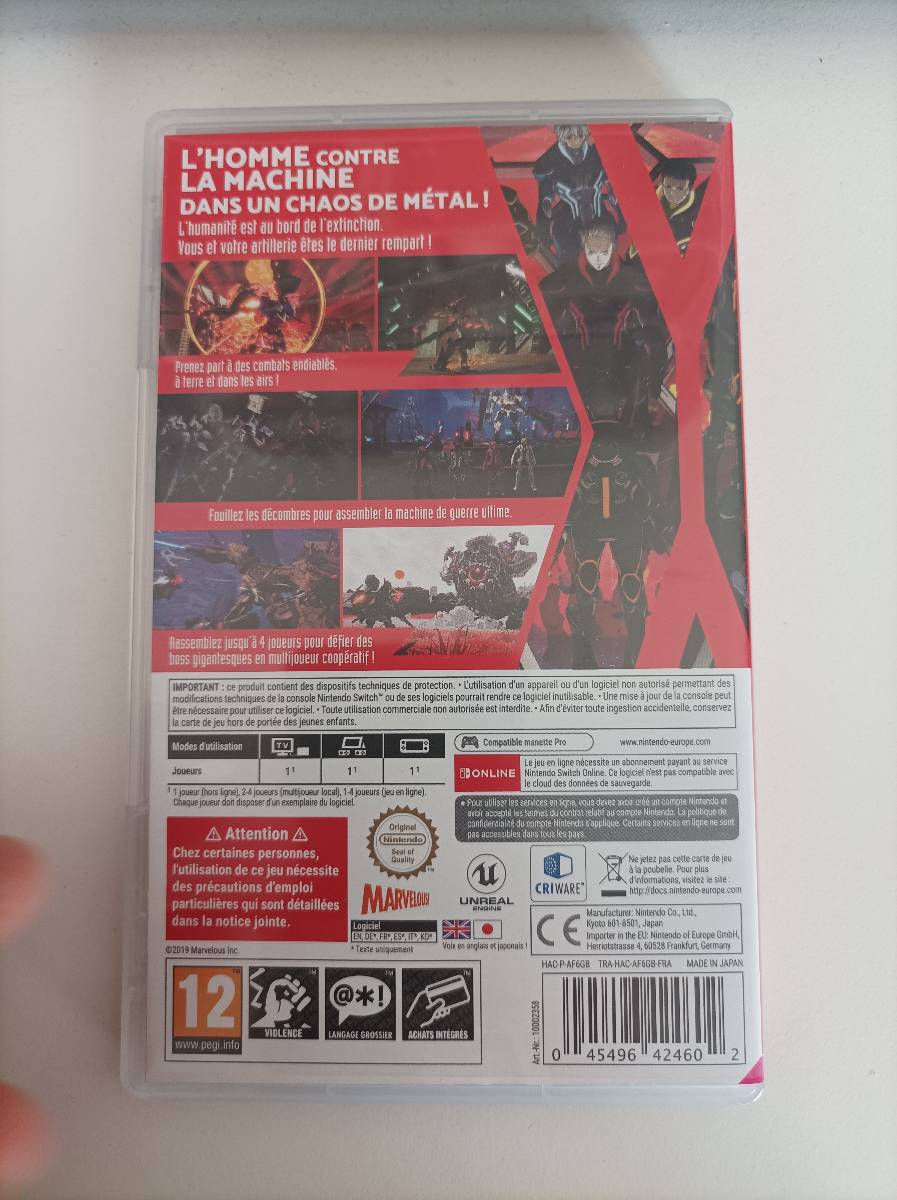 L'HOMME CONTRE
LA MACHINE
DANS UN CHAOS DE MÉTAL !
L'humanité est au bord de l'extinction.
Vous et votre artillerie êtes le dernier rempart !
Prenez part à des combats endiablés,
à terre et dans les airs !
Fouillez les décombres pour assembler la machine de guerre ultime.
Rassemblez jusqu'à 4 joueurs pour défier des
boss gigantesques en multijoueur coopératif !
IMPORTANT : ce produit contient des dispositifs techniques de protection. • L'utilisation d'un appareil ou d'un logiciel non autorisé permettant des
modifications techniques de la console Nintendo Switch™ ou de ses logiciels pourrait rendre ce logiciel inutilisable. • Une mise à jour de la console peut
être nécessaire pour utiliser ce logiciel. • Toute utilisation commerciale non autorisée est interdite. • Afin d'éviter toute ingestion accidentelle, conservez
la carte de jeu hors de portée des jeunes enfants.
Modes d'utilisation
TV
Joueurs
1¹
1¹
1¹
¹ 1 joueur (hors ligne), 2-4 joueurs (multijoueur local), 1-4 joueurs (jeu en ligne).
Chaque joueur doit disposer d'un exemplaire du logiciel.
Compatible manette Pro
www.nintendo-europe.com
ONLINE
Le jeu en ligne nécessite un abonnement payant au service
Nintendo Switch Online. Ce logiciel n'est pas compatible avec
le cloud des données de sauvegarde.
• Pour utiliser les services en ligne, vous devez avoir créé un compte Nintendo et
avoir accepté les termes du contrat relatif au compte Nintendo. La politique de
confidentialité du compte Nintendo s'applique. Certains services en ligne ne sont
pas accessibles dans tous les pays.
⚠ Attention ⚠
Chez certaines personnes,
l'utilisation de ce jeu nécessite
des précautions d'emploi
particulières qui sont détaillées
dans la notice jointe.
©2019 Marvelous Inc.
Original
Nintendo
Seal of
Quality
™
MARVELOUS!
UNREAL
ENGINE
CRIWARE™
Ne jetez pas cette carte de jeu
à la poubelle. Pour plus
d'informations, visitez le site :
http://docs.nintendo-europe.com
Logiciel
EN, DE*, FR*, ES*, IT*, KO*
* Texte uniquement
Voix en anglais et japonais !
CE
Manufacturer: Nintendo Co., Ltd.,
Kyoto 601-8501, Japan
Importer in the EU: Nintendo of Europe GmbH,
Herriotstrasse 4, 60528 Frankfurt, Germany
HAC-P-AF6GB TRA-HAC-AF6GB-FRA MADE IN JAPAN
12
www.pegi.info
VIOLENCE
@*!
LANGAGE GROSSIER
ACHATS INTÉGRÉS
Art.-Nr.: 10002358
0 45496 42460 2